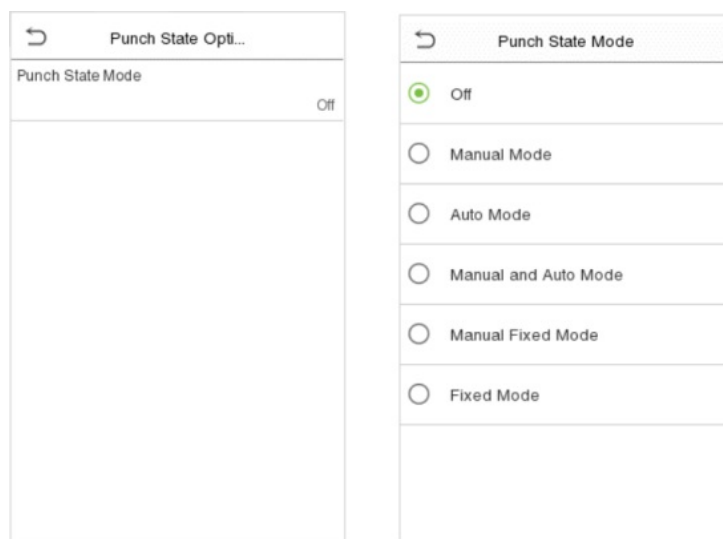 Punch State Opti...
Punch State Mode
Off
Punch State Mode
Off
Manual Mode
Auto Mode
Manual and Auto Mode
Manual Fixed Mode
Fixed Mode